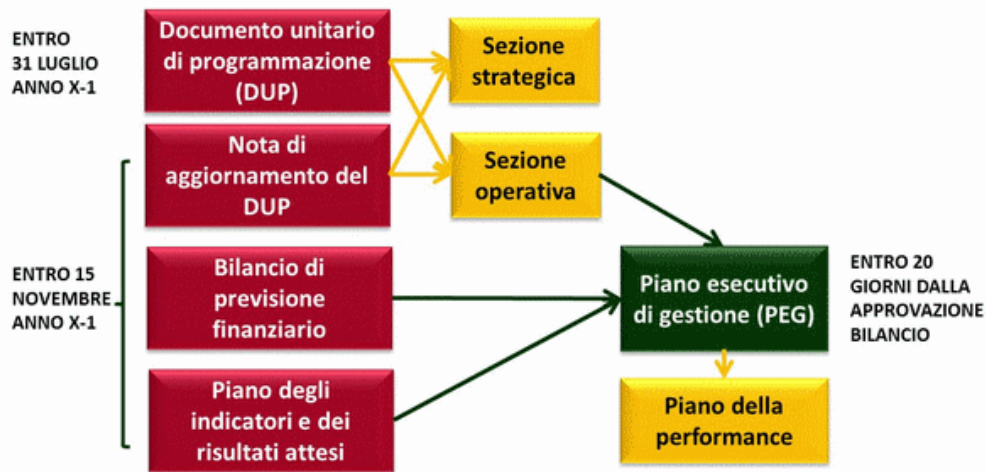 ENTRO
31 LUGLIO
ANNO X-1
Documento unitario
di programmazione
(DUP)
Sezione
strategica
Nota di
aggiornamento del
DUP
Sezione
operativa
ENTRO 15
NOVEMBRE
ANNO X-1
Bilancio di
previsione
finanziario
Piano esecutivo
di gestione (PEG)
ENTRO 20
GIORNI DALLA
APPROVAZIONE
BILANCIO
Piano degli
indicatori e dei
risultati attesi
Piano della
performance